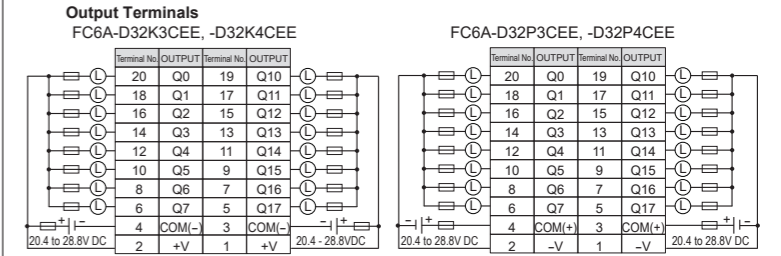 Output Terminals
FC6A-D32K3CEE, -D32K4CEE
Terminal No. OUTPUT Terminal No. OUTPUT
20 Q0 19 Q10
18 Q1 17 Q11
16 Q2 15 Q12
14 Q3 13 Q13
12 Q4 11 Q14
10 Q5 9 Q15
8 Q6 7 Q16
6 Q7 5 Q17
4 COM(−) 3 COM(−)
2 +V 1 +V
L L
L L
L L
L L
L L
L L
L L
L L
+ − − +
20.4 to 28.8V DC 20.4 - 28.8VDC
FC6A-D32P3CEE, -D32P4CEE
Terminal No. OUTPUT Terminal No. OUTPUT
20 Q0 19 Q10
18 Q1 17 Q11
16 Q2 15 Q12
14 Q3 13 Q13
12 Q4 11 Q14
10 Q5 9 Q15
8 Q6 7 Q16
6 Q7 5 Q17
4 COM(+) 3 COM(+)
2 −V 1 −V
L L
L L
L L
L L
L L
L L
L L
L L
− + + −
20.4 to 28.8V DC 20.4 to 28.8V DC